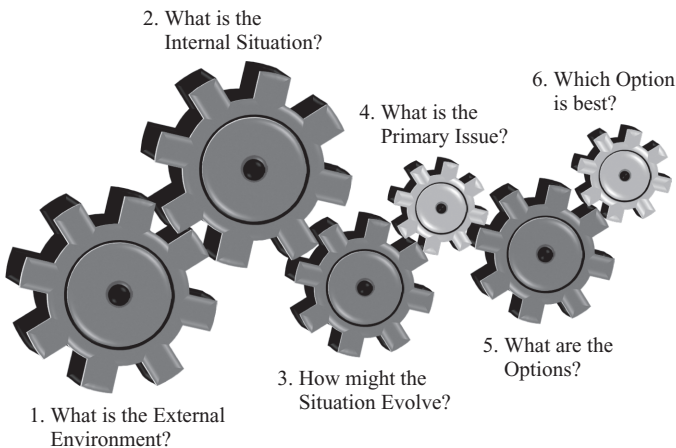 2. What is the
Internal Situation?
6. Which Option
is best?
4. What is the
Primary Issue?
5. What are the
Options?
3. How might the
Situation Evolve?
1. What is the External
Environment?